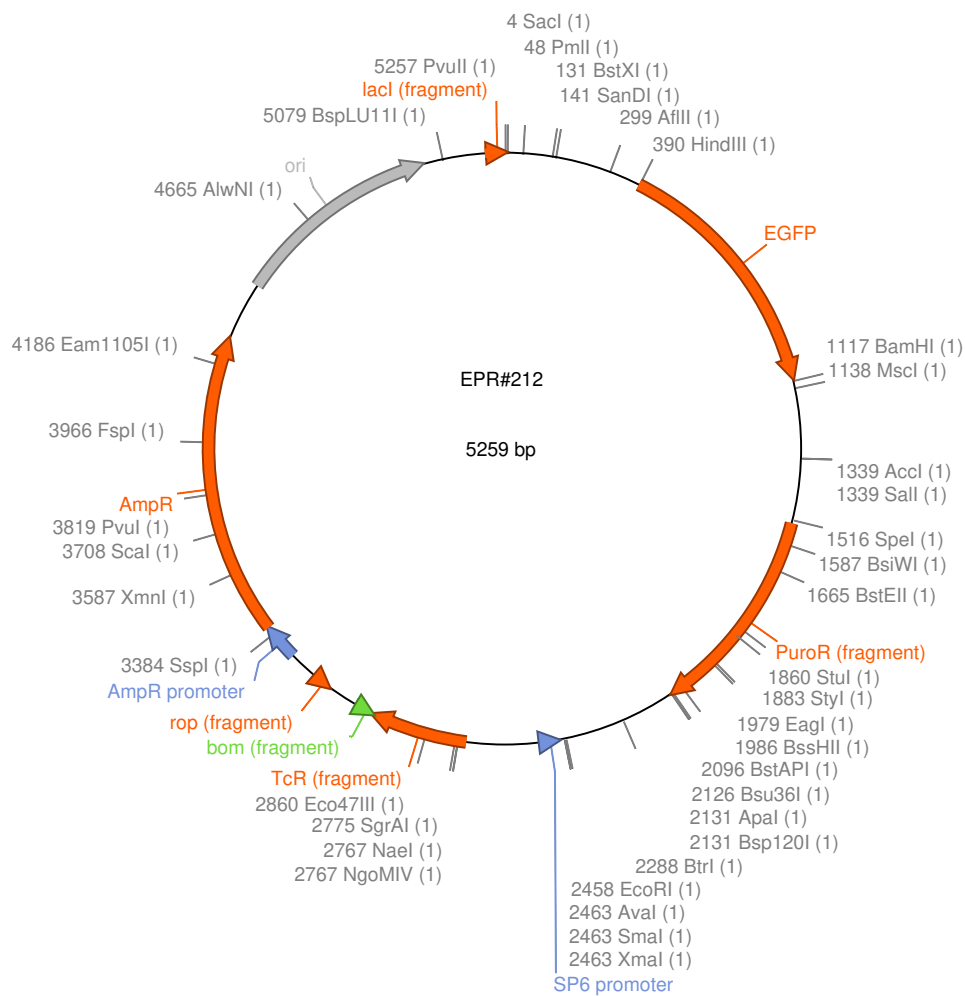 4 SacI (1)
48 PmlI (1)
5257 PvuII (1)
131 BstXI (1)
lacI (fragment)
141 SanDI (1)
5079 BspLU11I (1)
299 AflII (1)
390 HindIII (1)
ori
4665 AlwNI (1)
EGFP
4186 Eam1105I (1)
1117 BamHI (1)
1138 MscI (1)
EPR#212
3966 FspI (1)
5259 bp
1339 AccI (1)
1339 SalI (1)
AmpR
3819 PvuI (1)
3708 ScaI (1)
1516 SpeI (1)
1587 BsiWI (1)
3587 XmnI (1)
1665 BstEII (1)
PuroR (fragment)
3384 SspI (1)
1860 StuI (1)
AmpR promoter
1883 StyI (1)
rop (fragment)
1979 EagI (1)
bom (fragment)
1986 BssHII (1)
TcR (fragment)
2096 BstAPI (1)
2860 Eco47III (1)
2126 Bsu36I (1)
2775 SgrAI (1)
2131 ApaI (1)
2767 NaeI (1)
2131 Bsp120I (1)
2767 NgoMIV (1)
2288 BtrI (1)
2458 EcoRI (1)
2463 AvaI (1)
2463 SmaI (1)
2463 XmaI (1)
SP6 promoter